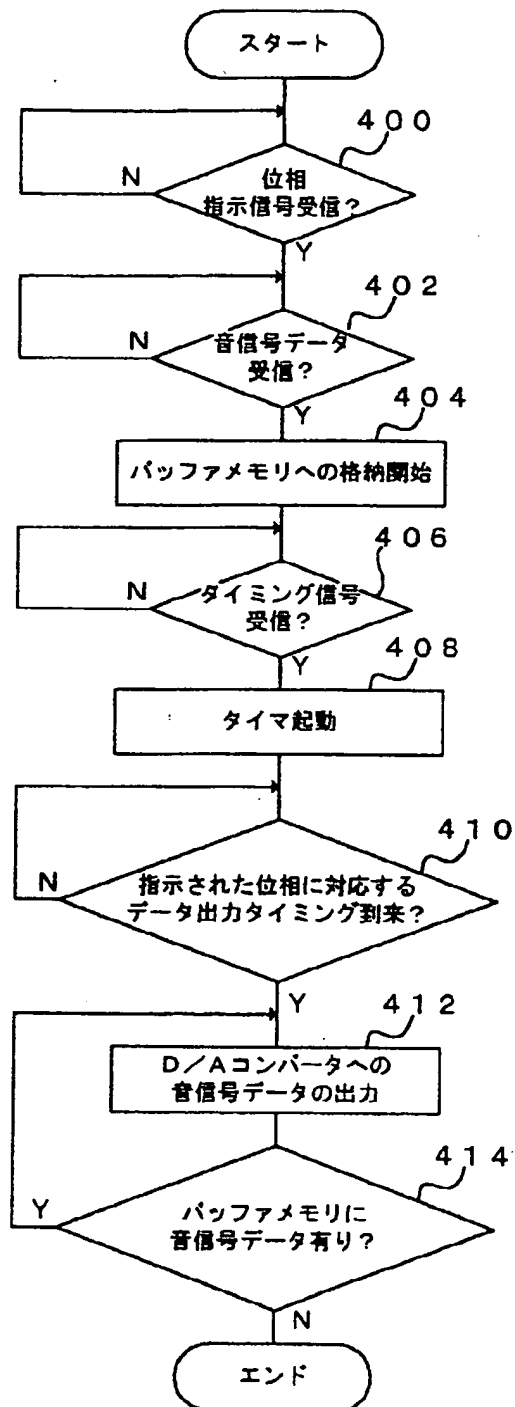 スタート
400
N
位相
指示信号受信?
Y
402
N
音信号データ
受信?
Y
404
バッファメモリへの格納開始
406
N
タイミング信号
受信?
Y
408
タイマ起動
410
N
指示された位相に対応する
データ出力タイミング到来?
Y
412
D/Aコンバータへの
音信号データの出力
414
Y
バッファメモリに
音信号データ有り?
N
エンド